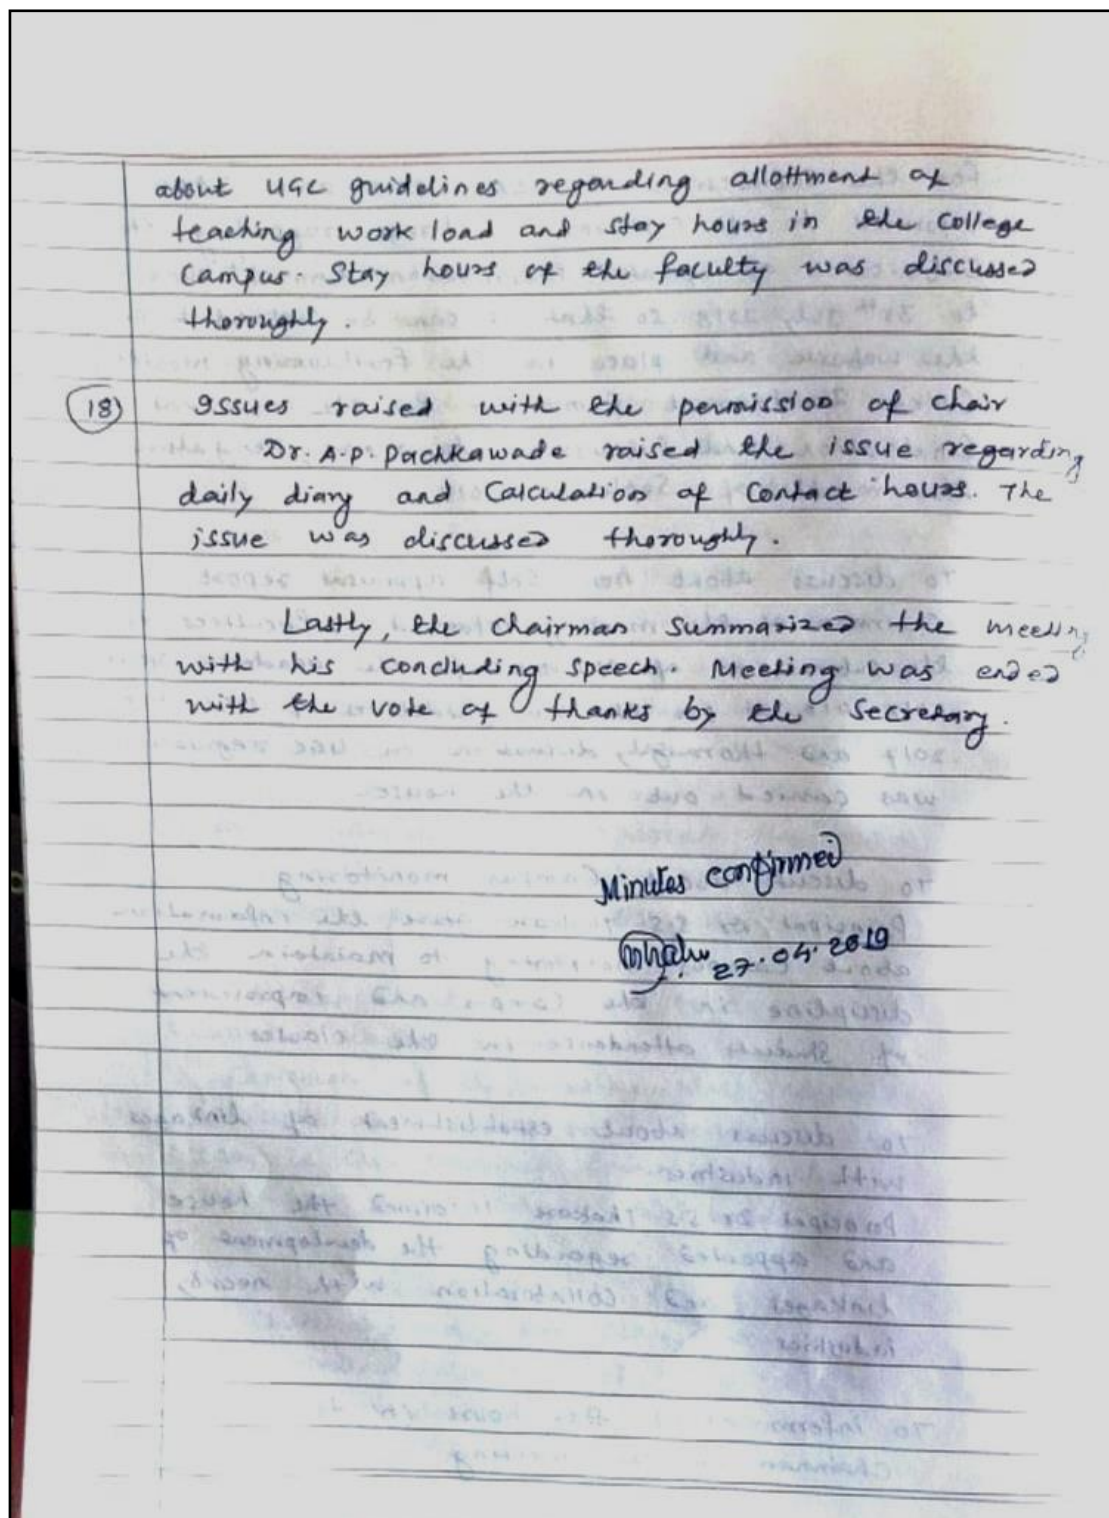 about UGC guidelines regarding allottment of
teaching work load and stay hours in the College
Campus. Stay hours of the faculty was discussed
thoroughly.
18) Issues raised with the permission of chair
Dr. A.P. Pachkawade raised the issue regarding
daily diary and Calculation of Contact hours. The
issue was discussed thoroughly.
Lastly, the chairman summarized the meeting
with his concluding speech. Meeting was ended
with the vote of thanks by the Secretary.
Minutes confirmed
27.04.2019